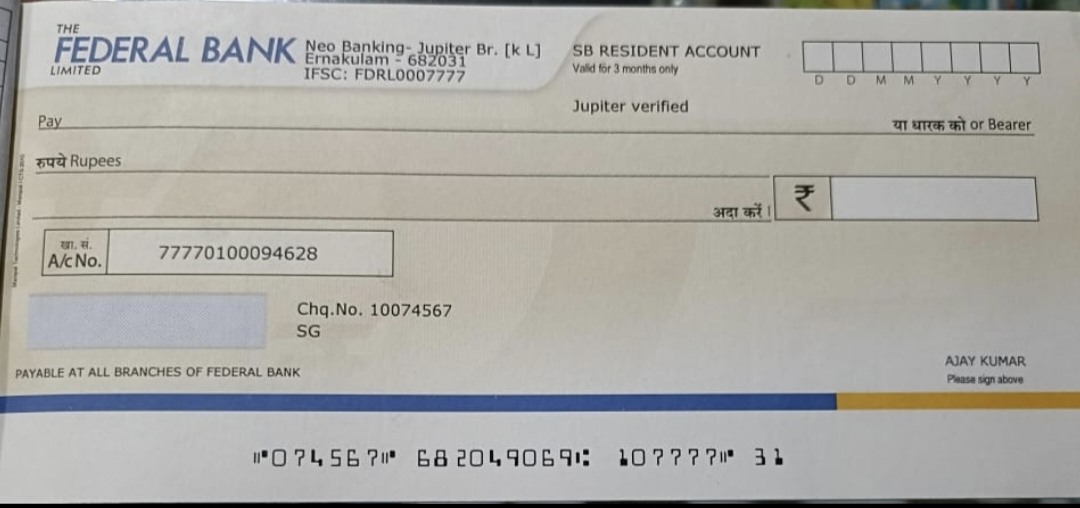 THE
FEDERAL BANK
LIMITED
Neo Banking- Jupiter Br. [k L]
Ernakulam - 682031
IFSC: FDRL0007777
SB RESIDENT ACCOUNT
Valid for 3 months only
D D M M Y Y Y Y
Jupiter verified
Pay
या धारक को or Bearer
रुपये Rupees
अदा करें।
₹
खा. सं.
A/c No.
77770100094628
Chq.No. 10074567
SG
PAYABLE AT ALL BRANCHES OF FEDERAL BANK
AJAY KUMAR
Please sign above
⑈074567⑈ 682049069⑆ 107777⑈ 31